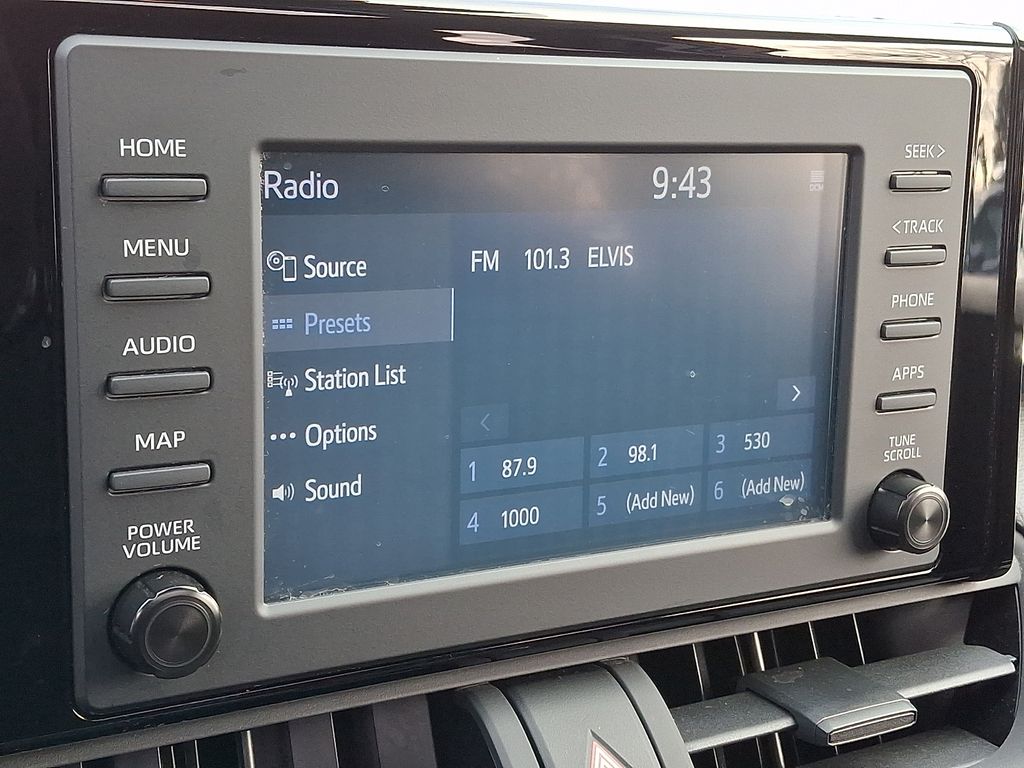 HOME
MENU
AUDIO
MAP
POWER
VOLUME
Radio
9:43
DCM
Source
Presets
Station List
Options
Sound
FM 101.3 ELVIS
<
>
1 87.9
2 98.1
3 530
4 1000
5 (Add New)
6 (Add New)
SEEK>
<TRACK
PHONE
APPS
TUNE
SCROLL